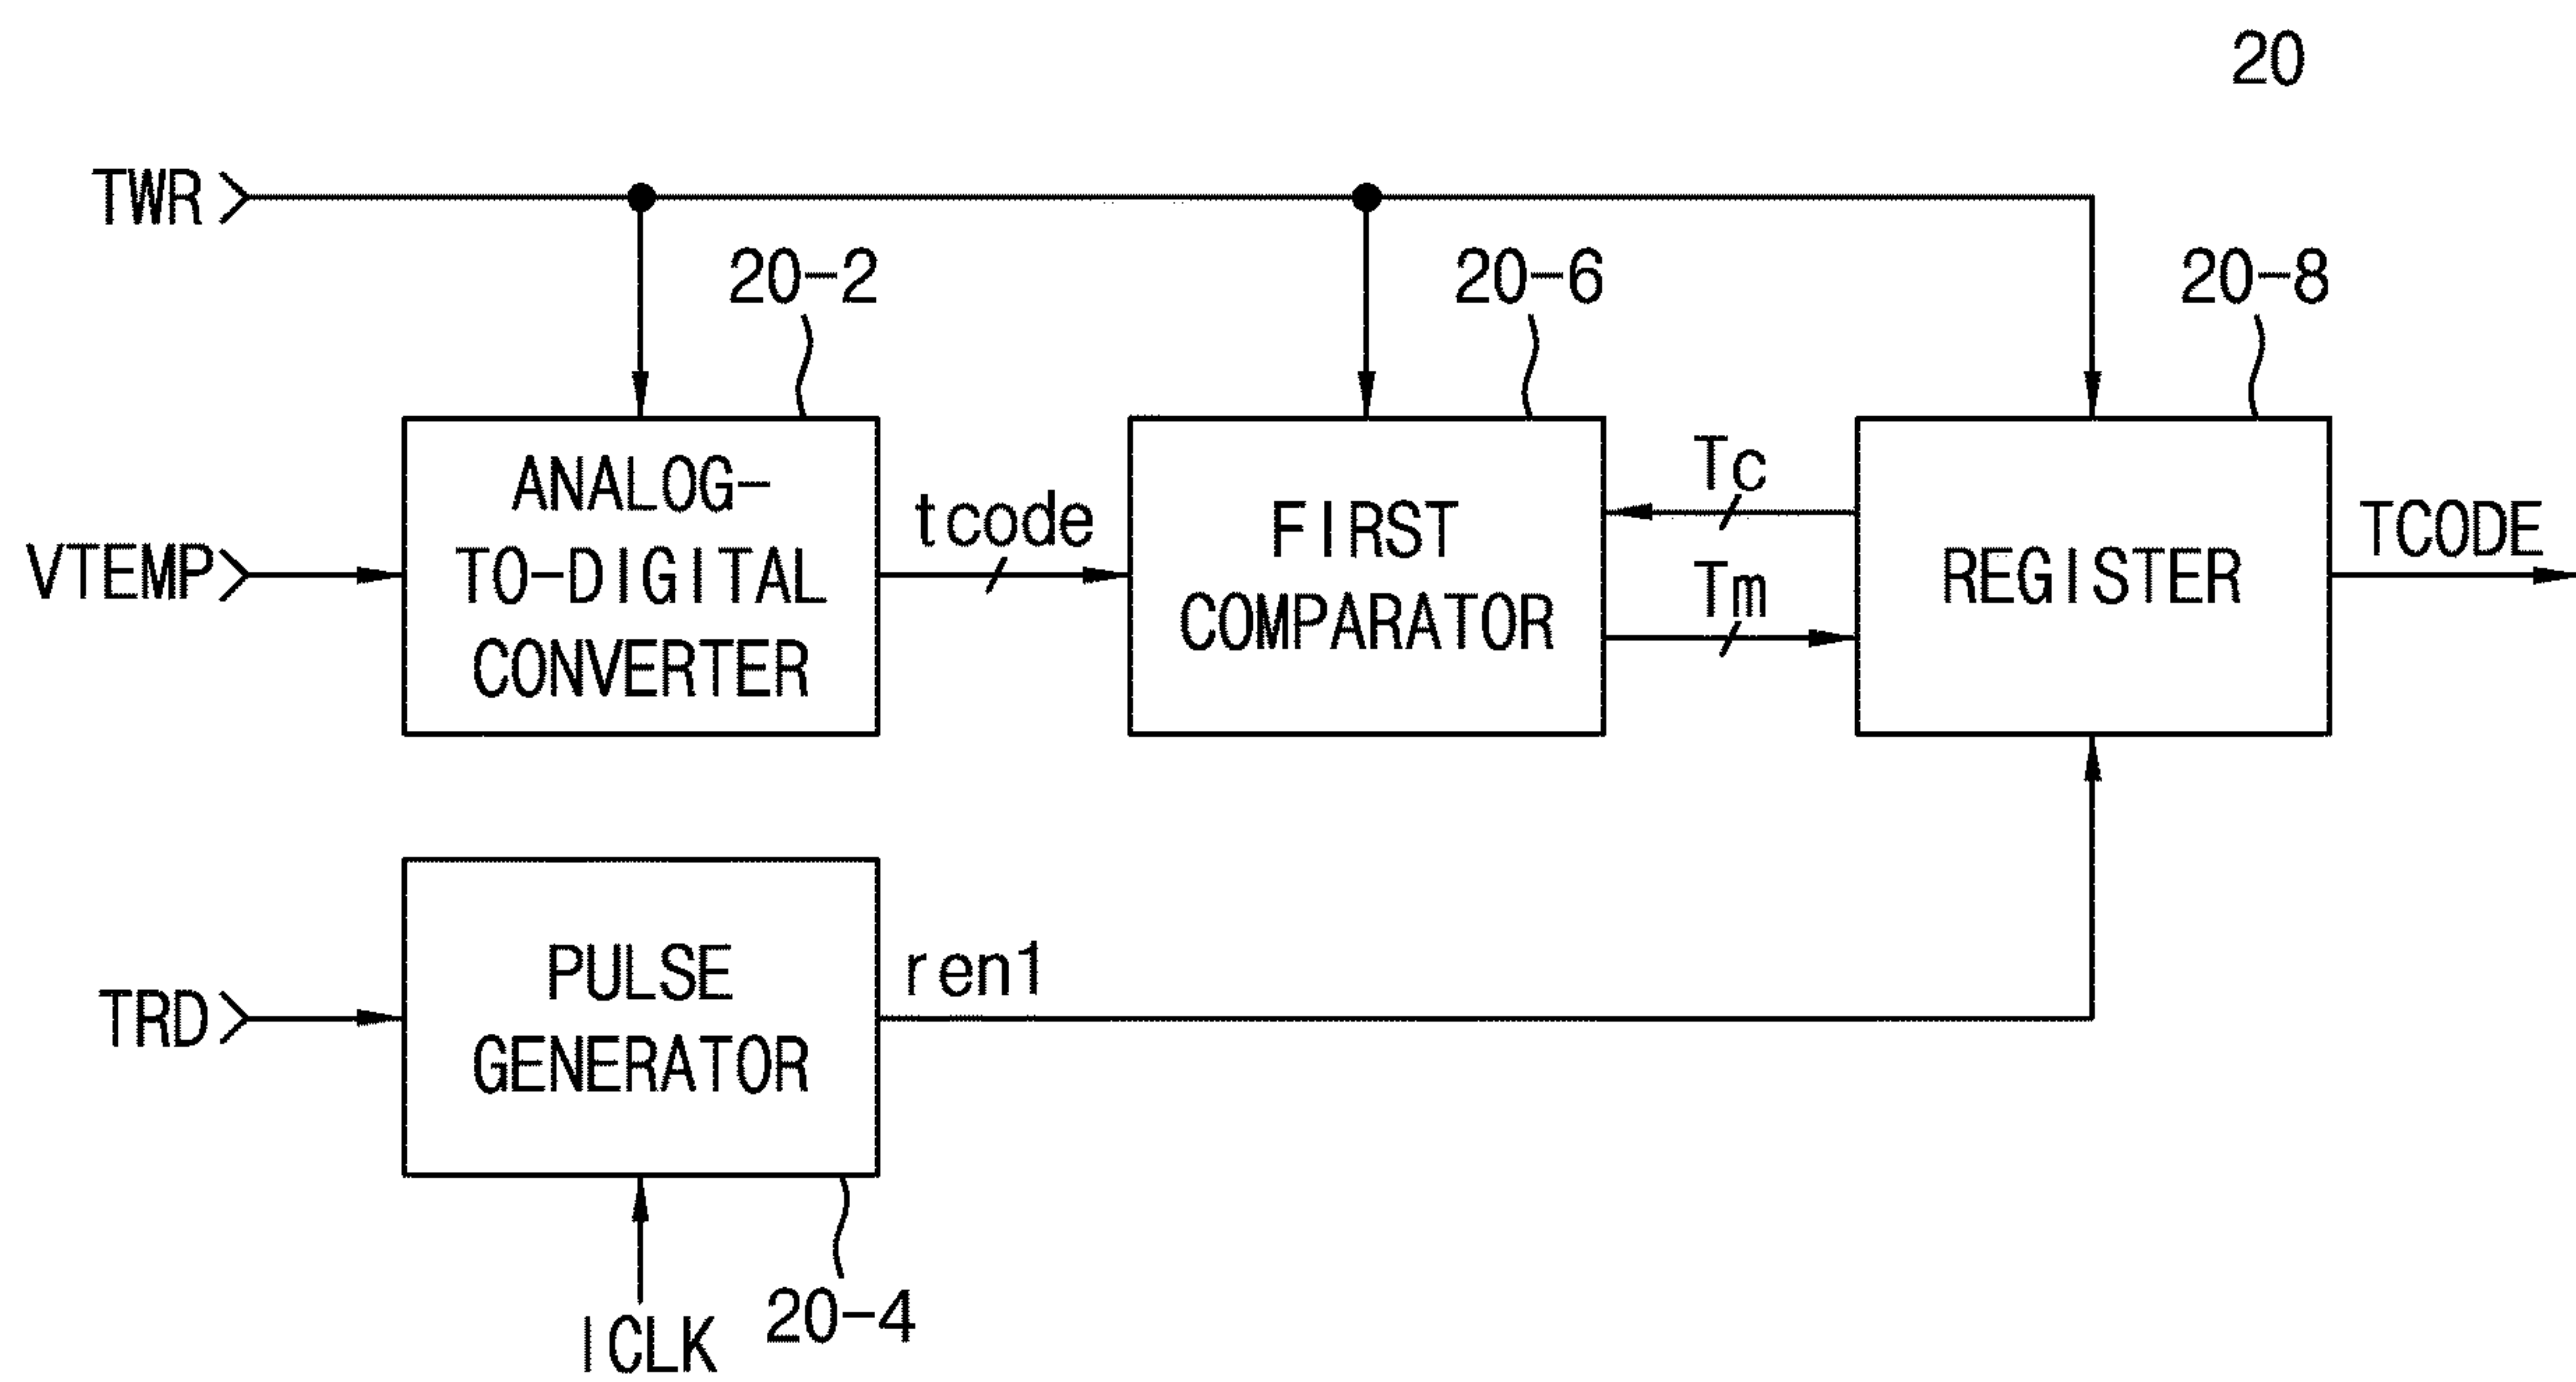 20
TWR
20-2
20-6
20-8
ANALOG-
TO-DIGITAL
CONVERTER
tcode
FIRST
COMPARATOR
Tc
Tm
REGISTER
TCODE
VTEMP
PULSE
GENERATOR
ren1
TRD
ICLK
20-4